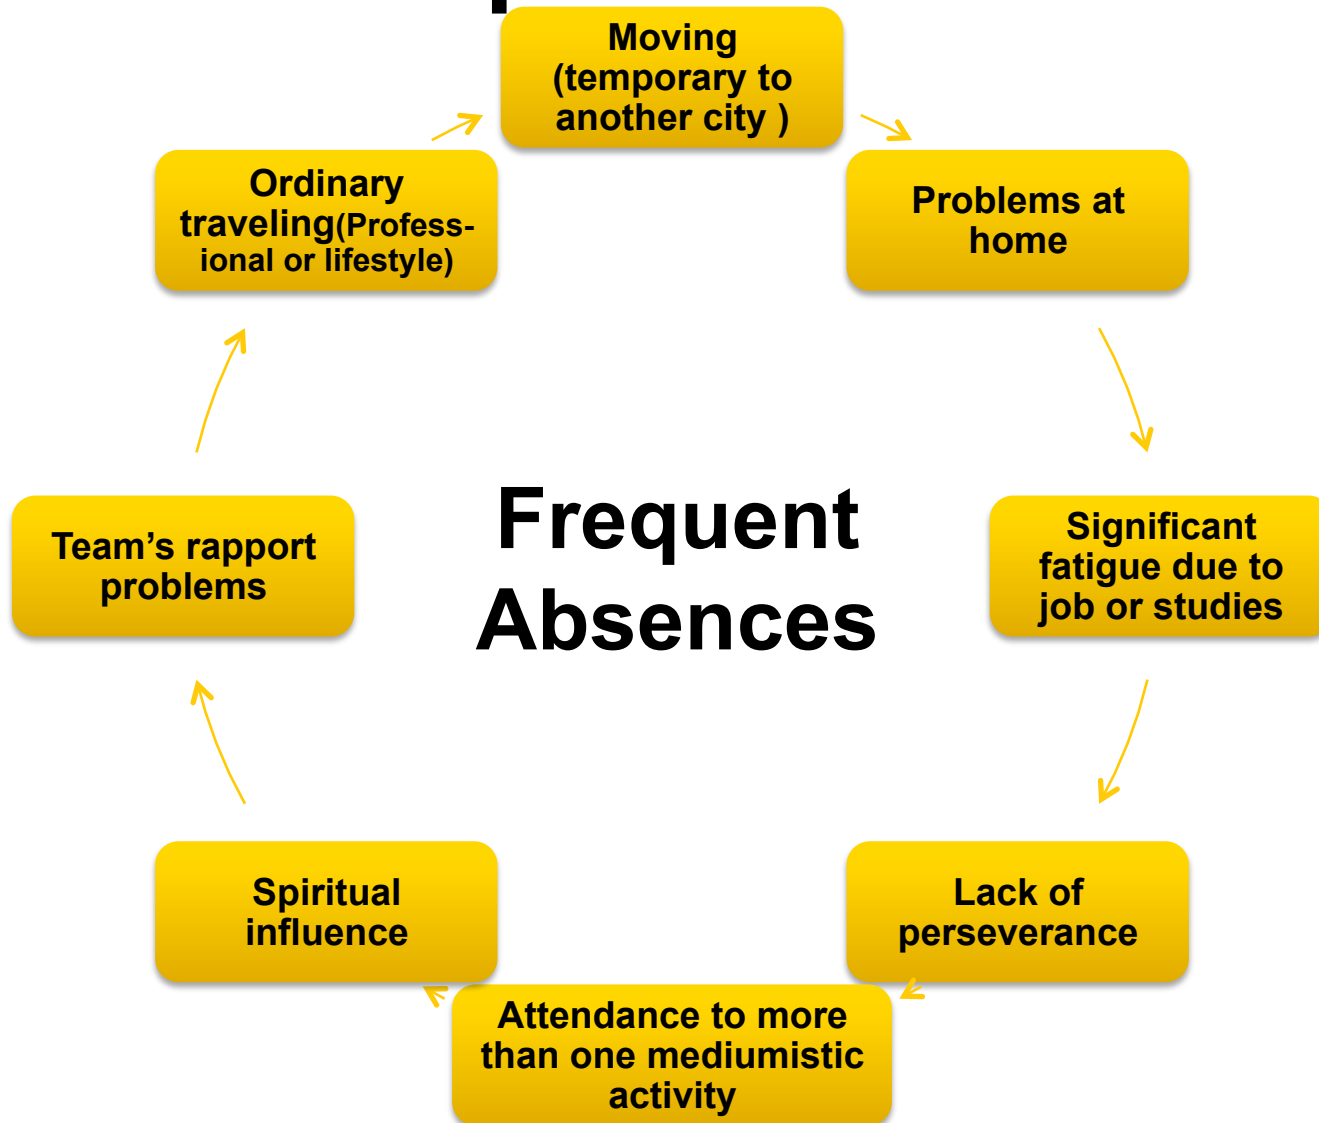 Moving
(temporary to
another city )
Problems at
home
Significant
fatigue due to
job or studies
Lack of
perseverance
Attendance to more
than one mediumistic
activity
Spiritual
influence
Team’s rapport
problems
Ordinary
traveling(Profess-
ional or lifestyle)
Frequent
Absences